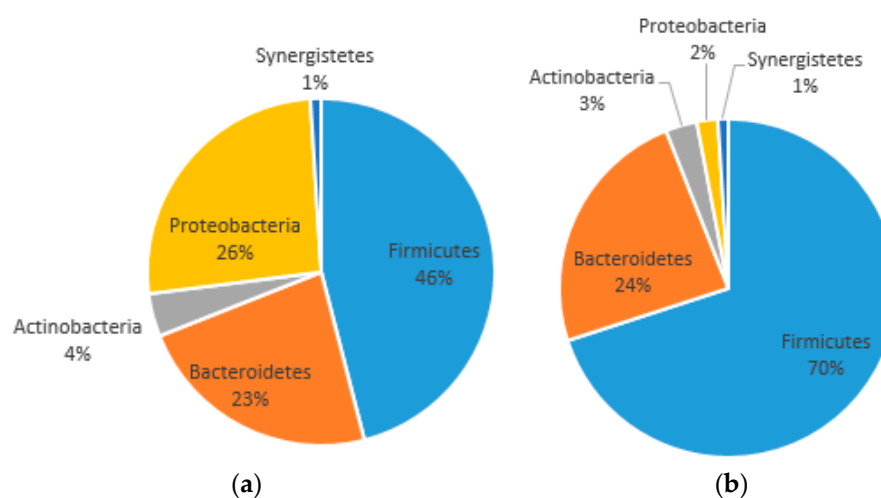 Synergistetes
1%
Proteobacteria
26%
Firmicutes
46%
Actinobacteria
4%
Bacteroidetes
23%
(a)
Proteobacteria
2%
Synergistetes
1%
Actinobacteria
3%
Bacteroidetes
24%
Firmicutes
70%
(b)